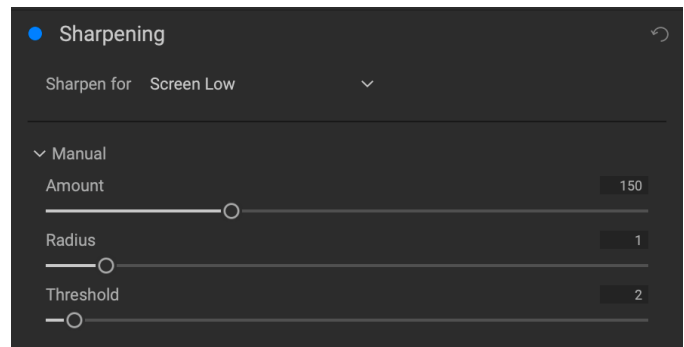 Sharpening
Sharpen for Screen Low
Manual
Amount 150
Radius 1
Threshold 2